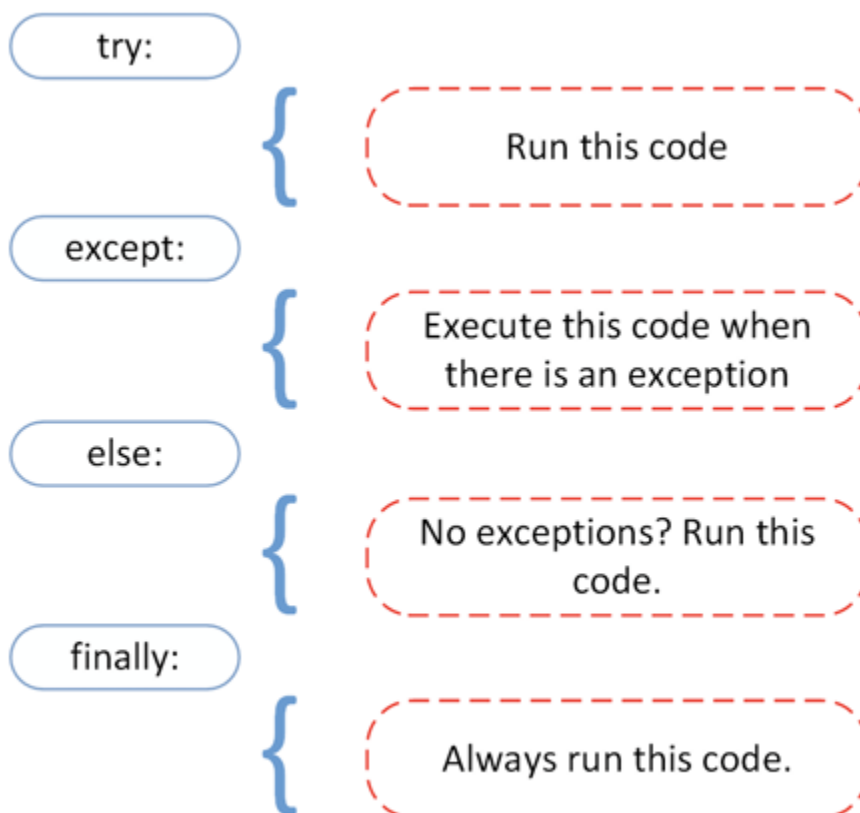 try:
Run this code
except:
Execute this code when
there is an exception
else:
No exceptions? Run this
code.
finally:
Always run this code.